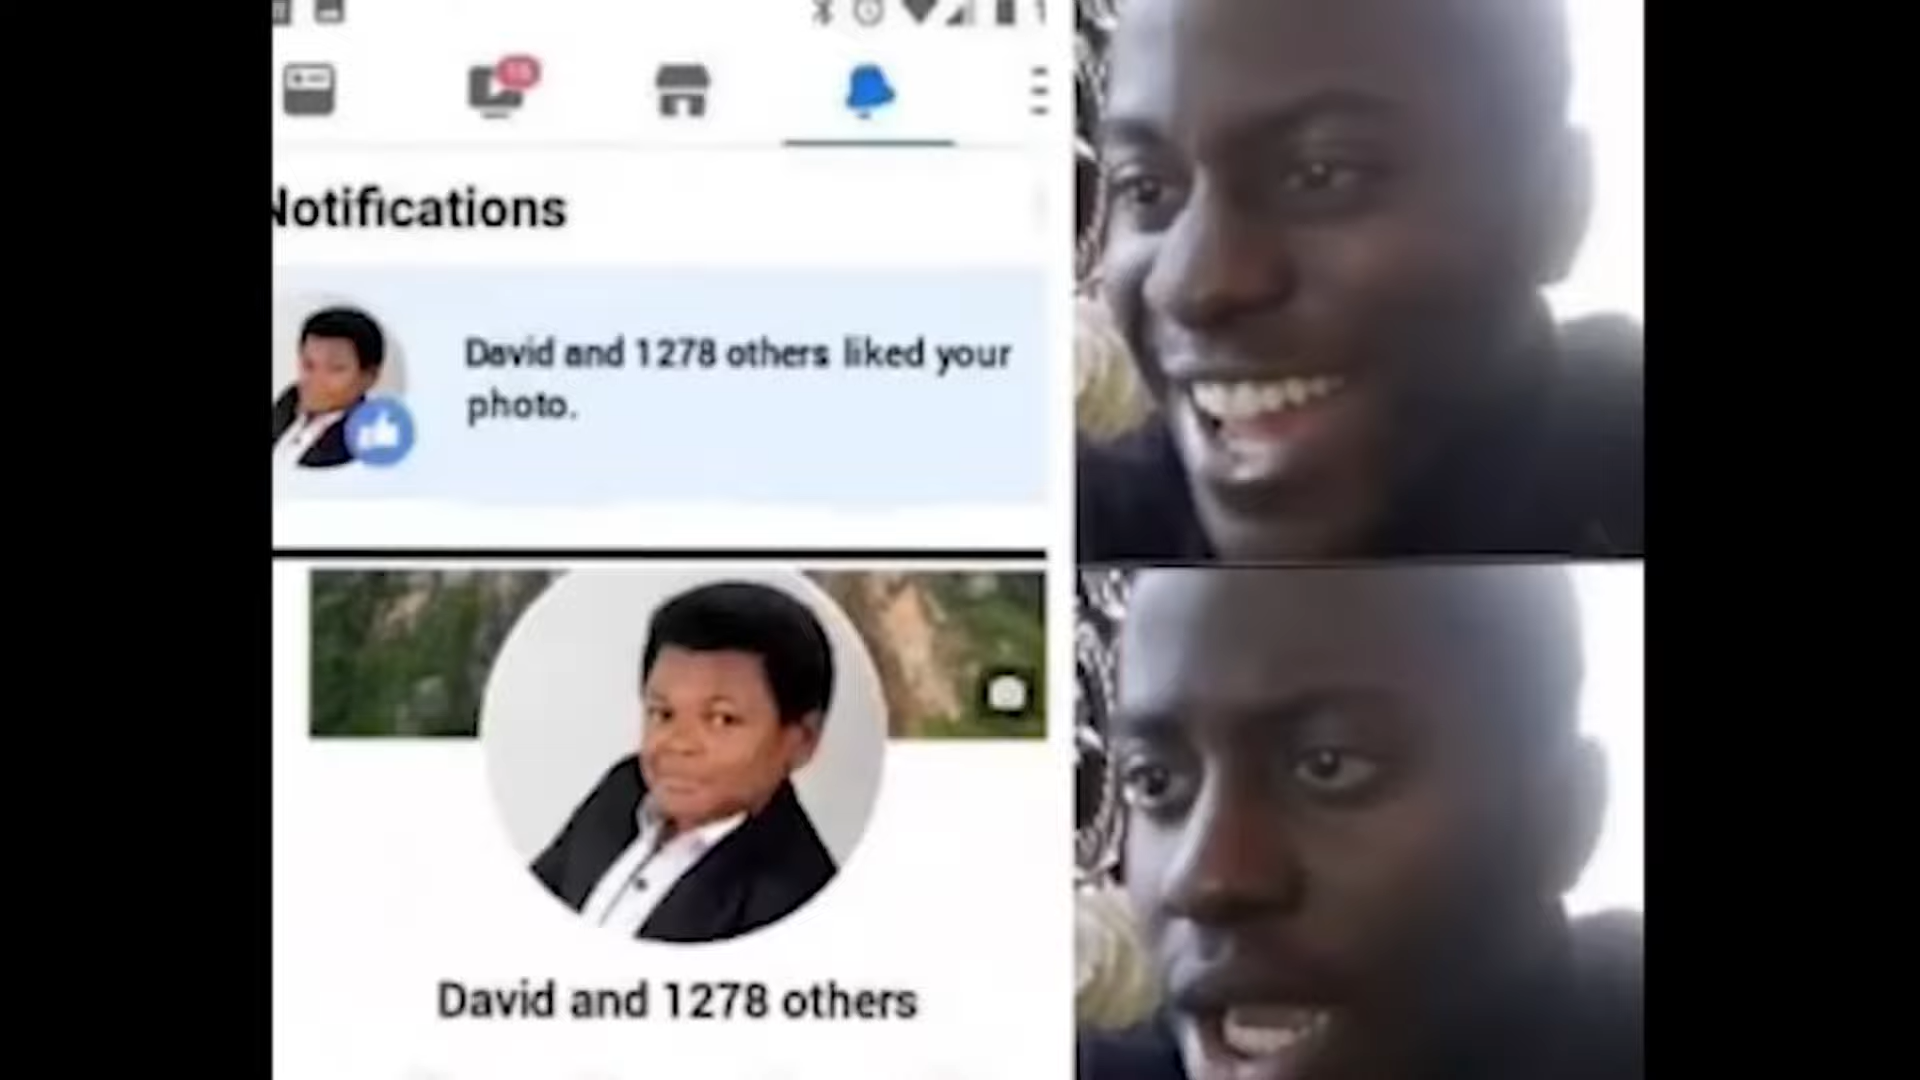 Notifications
David and 1278 others liked your
photo.
David and 1278 others